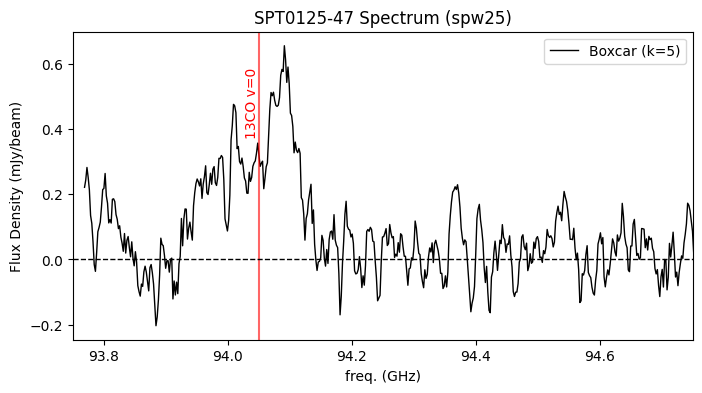 SPT0125-47 Spectrum (spw25)
Boxcar (k=5)
13CO v=0
Flux Density (mJy/beam)
0.6
0.4
0.2
0.0
−0.2
93.8
94.0
94.2
94.4
94.6
freq. (GHz)